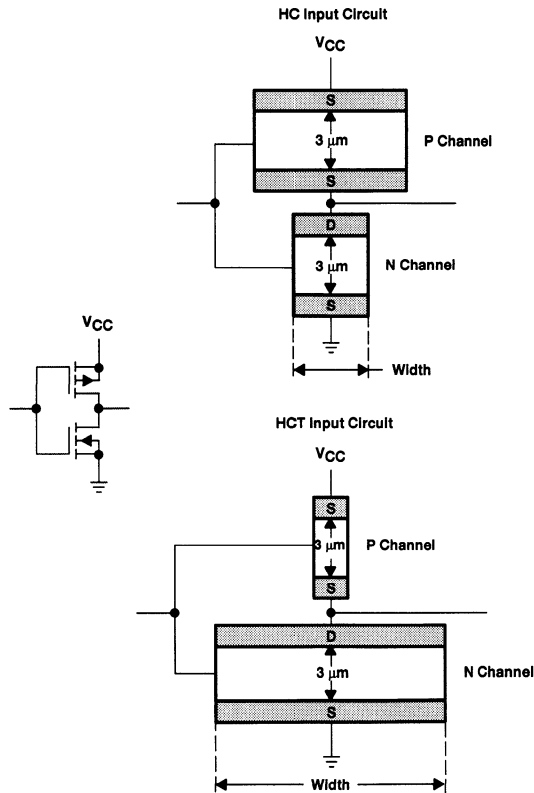 HC Input Circuit
VCC
S
3 µm
P Channel
S
D
3 µm
N Channel
S
Width
VCC
HCT Input Circuit
VCC
S
3 µm
P Channel
S
D
3 µm
N Channel
S
Width